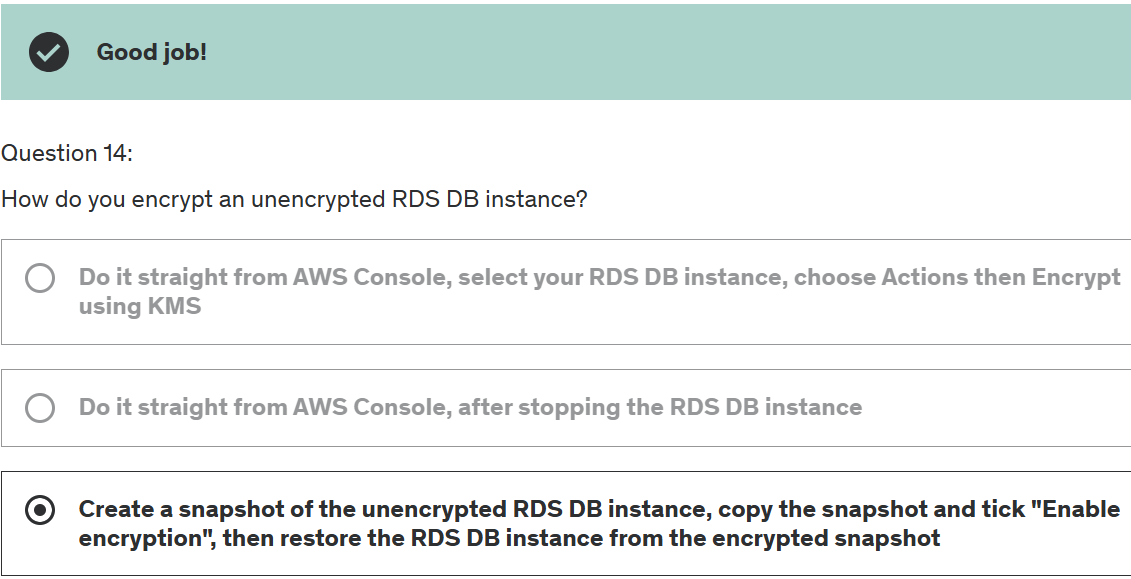 Good job!
Question 14:
How do you encrypt an unencrypted RDS DB instance?
Do it straight from AWS Console, select your RDS DB instance, choose Actions then Encrypt
using KMS
Do it straight from AWS Console, after stopping the RDS DB instance
Create a snapshot of the unencrypted RDS DB instance, copy the snapshot and tick "Enable
encryption", then restore the RDS DB instance from the encrypted snapshot